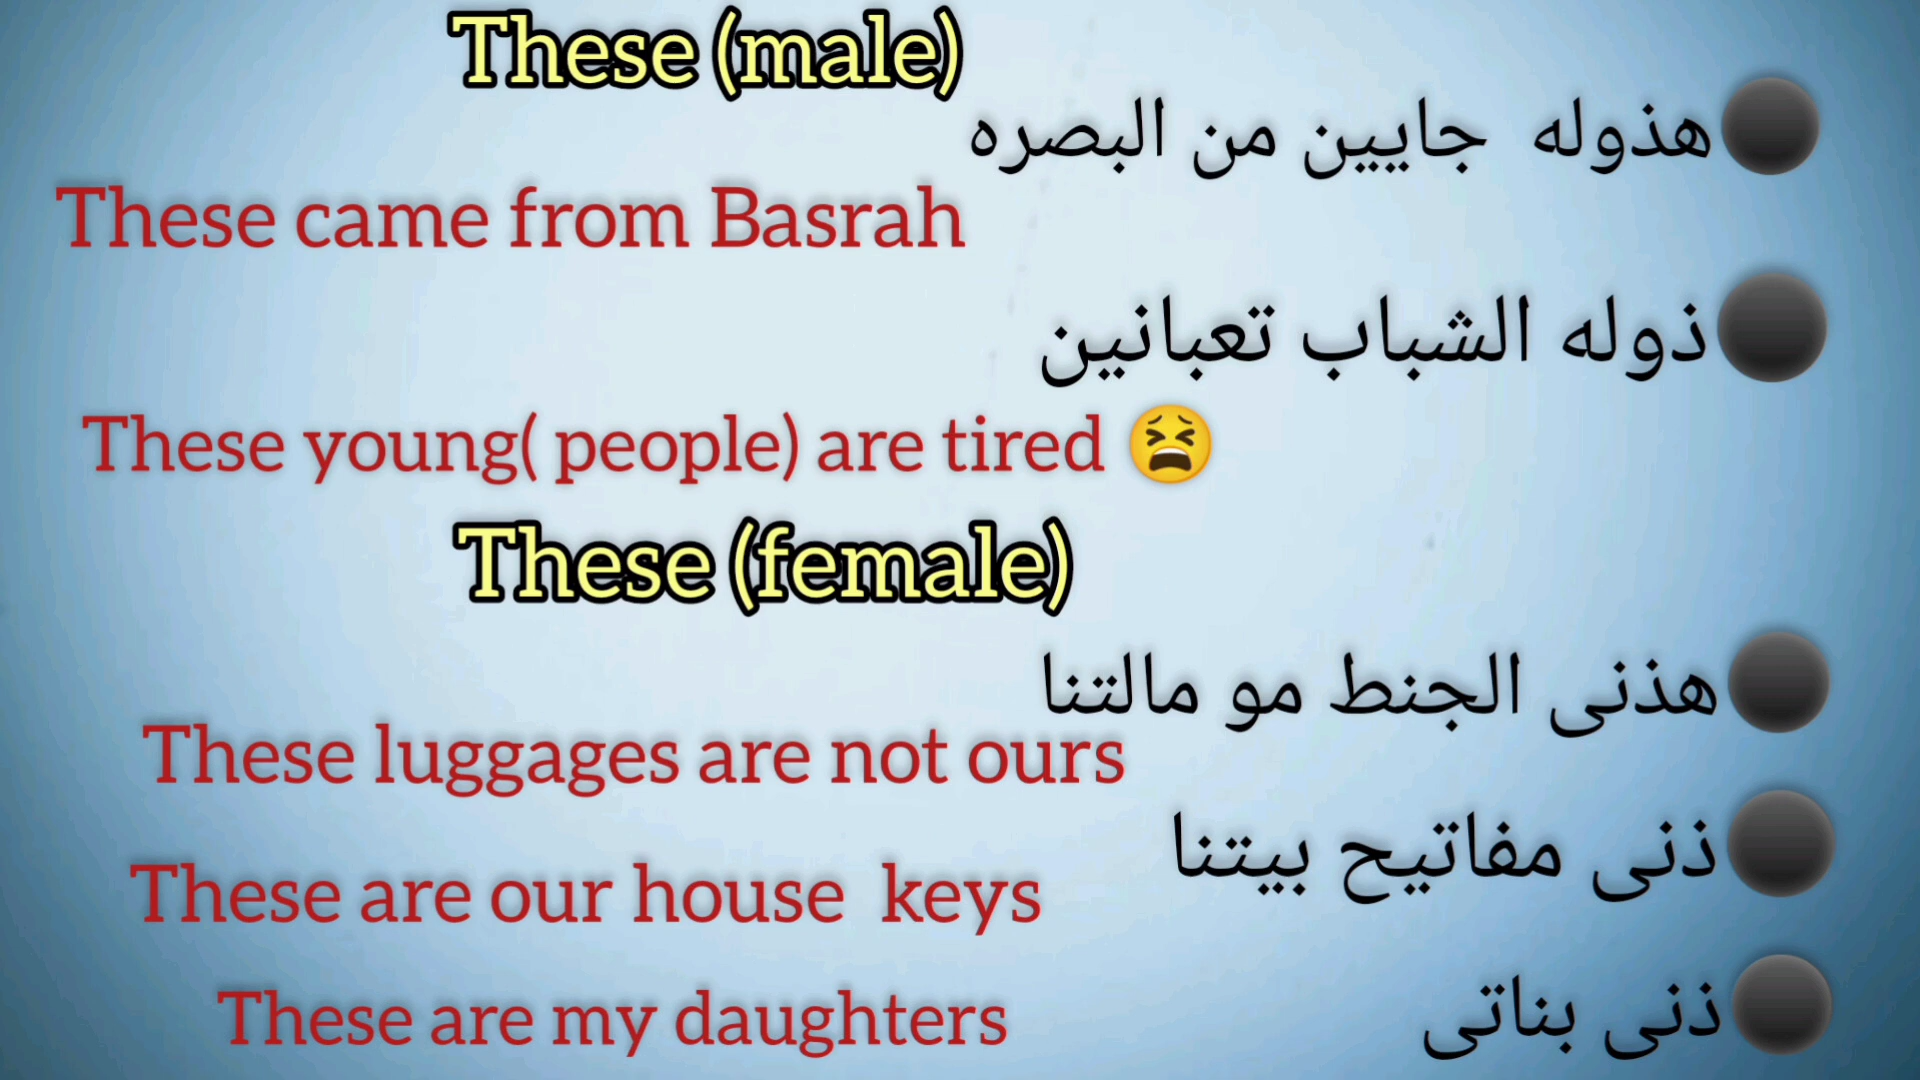 These (male)
هذوله جايين من البصره
These came from Basrah
ذوله الشباب تعبانين
These young( people) are tired 😫
These (female)
هذنى الجنط مو مالتنا
These luggages are not ours
ذنى مفاتيح بيتنا
These are our house keys
ذنى بناتى
These are my daughters